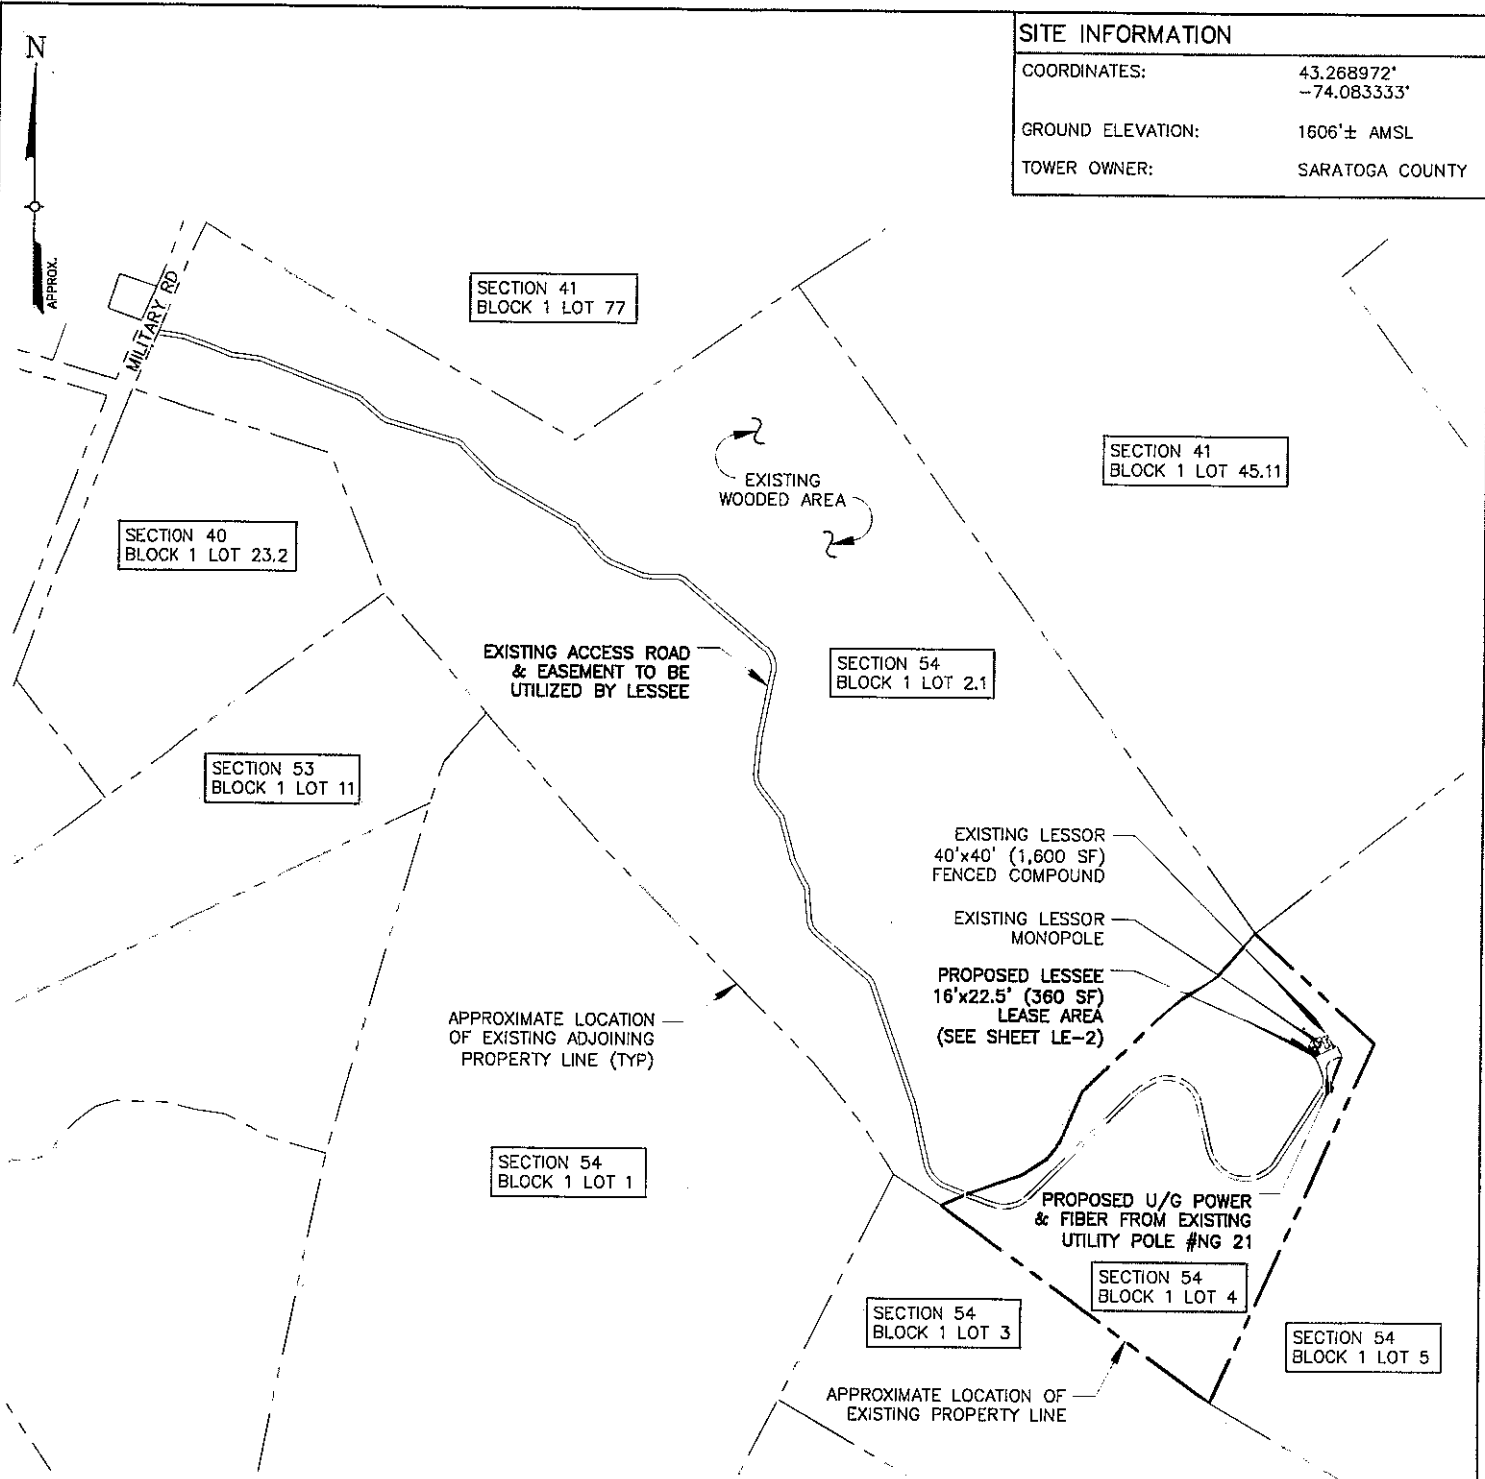 SITE INFORMATION
COORDINATES: 43.268972°
-74.083333°
GROUND ELEVATION: 1606'± AMSL
TOWER OWNER: SARATOGA COUNTY
N
APPROX.
MILITARY RD
SECTION 41
BLOCK 1 LOT 77
SECTION 41
BLOCK 1 LOT 45.11
EXISTING
WOODED AREA
SECTION 40
BLOCK 1 LOT 23.2
EXISTING ACCESS ROAD
& EASEMENT TO BE
UTILIZED BY LESSEE
SECTION 54
BLOCK 1 LOT 2.1
SECTION 53
BLOCK 1 LOT 11
EXISTING LESSOR
40'x40' (1,600 SF)
FENCED COMPOUND
EXISTING LESSOR
MONOPOLE
PROPOSED LESSEE
16'x22.5' (360 SF)
LEASE AREA
(SEE SHEET LE-2)
APPROXIMATE LOCATION
OF EXISTING ADJOINING
PROPERTY LINE (TYP)
SECTION 54
BLOCK 1 LOT 1
PROPOSED U/G POWER
& FIBER FROM EXISTING
UTILITY POLE #NG 21
SECTION 54
BLOCK 1 LOT 4
SECTION 54
BLOCK 1 LOT 3
SECTION 54
BLOCK 1 LOT 5
APPROXIMATE LOCATION OF
EXISTING PROPERTY LINE